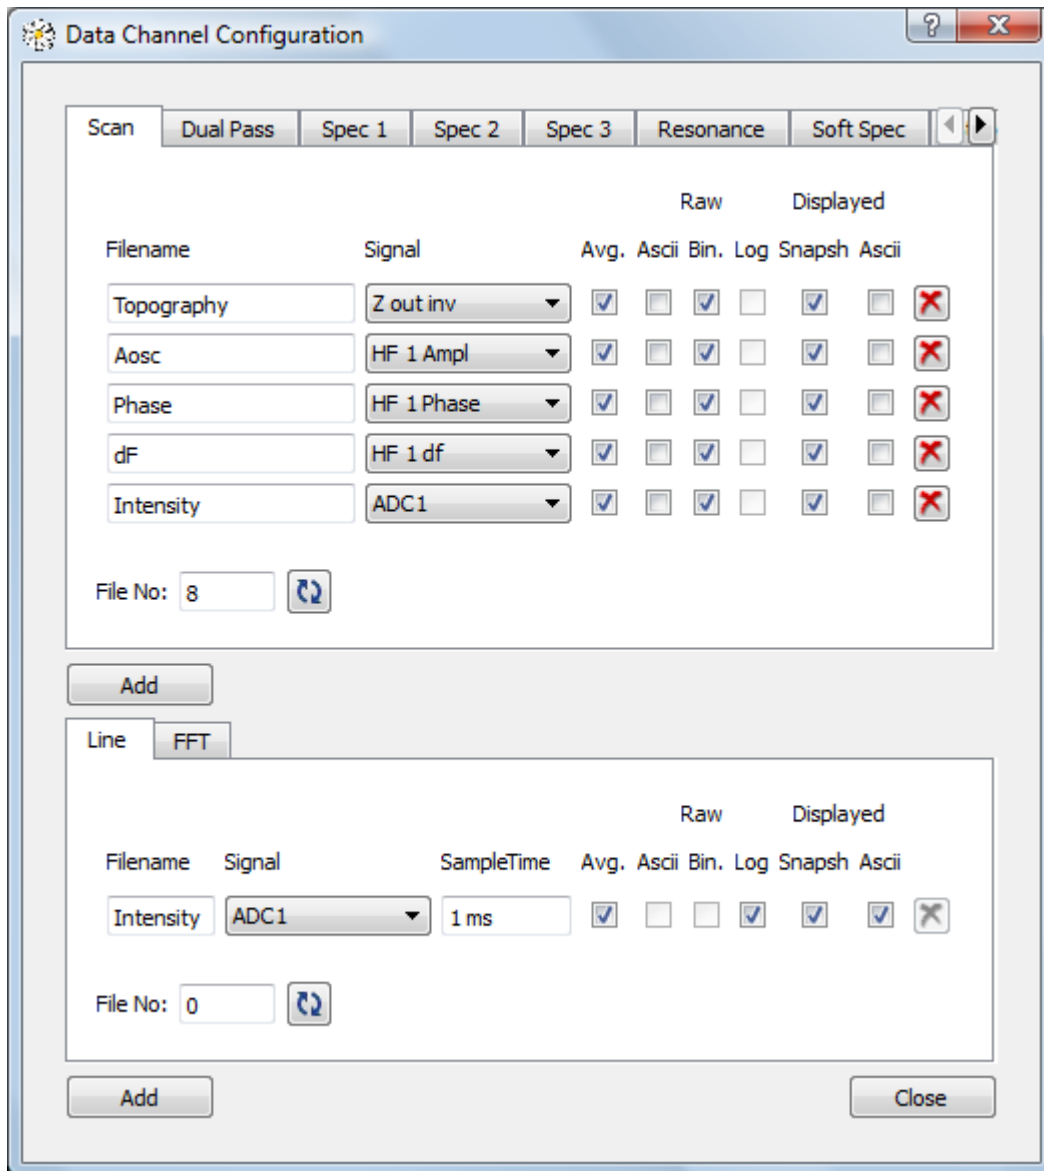 Data Channel Configuration ? X
Scan Dual Pass Spec 1 Spec 2 Spec 3 Resonance Soft Spec
Raw Displayed
Filename Signal Avg. Ascii Bin. Log Snapsh Ascii
Topography Z out inv
Aosc HF 1 Ampl
Phase HF 1 Phase
dF HF 1 df
Intensity ADC1
File No: 8
Add
Line FFT
Raw Displayed
Filename Signal SampleTime Avg. Ascii Bin. Log Snapsh Ascii
Intensity ADC1 1 ms
File No: 0
Add Close